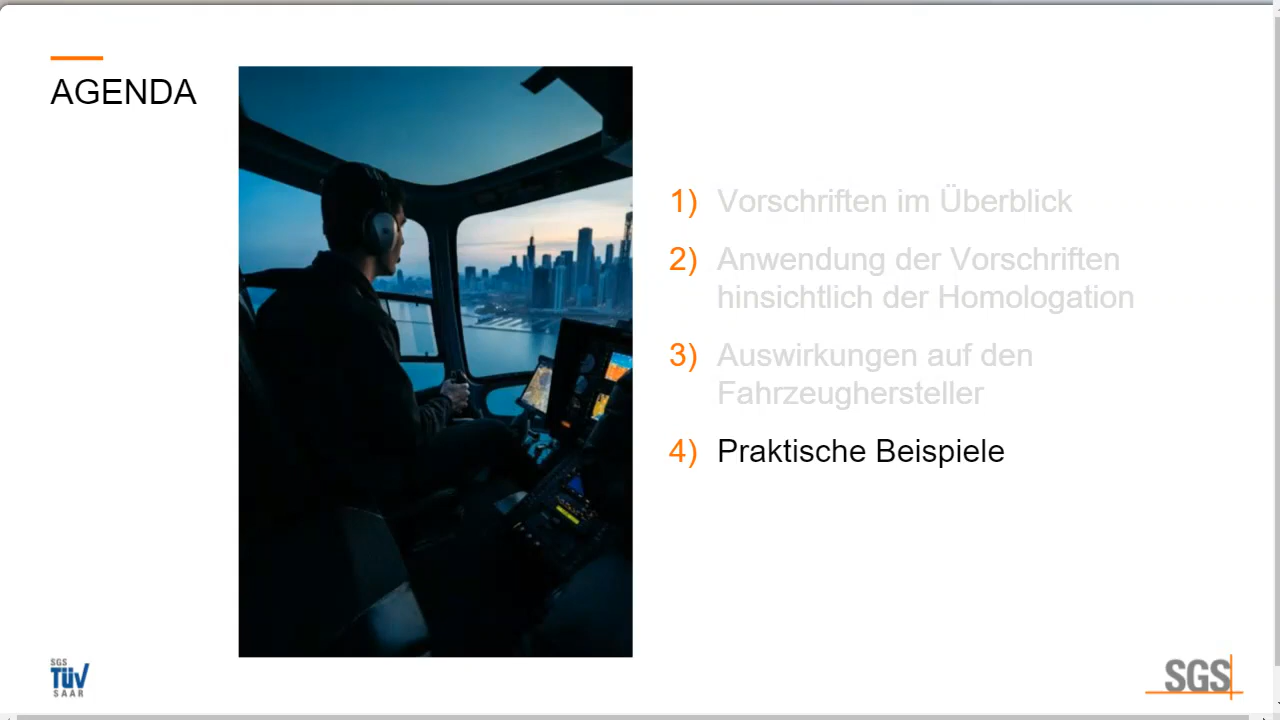 AGENDA
1) Vorschriften im Überblick
2) Anwendung der Vorschriften
hinsichtlich der Homologation
3) Auswirkungen auf den
Fahrzeughersteller
4) Praktische Beispiele
SGS
TÜV
SAAR
SGS